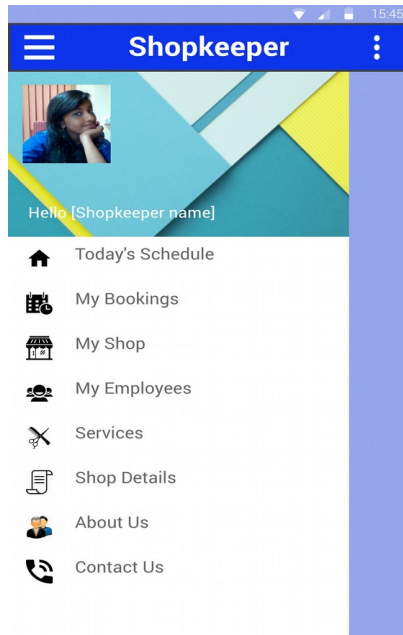 15:45
Shopkeeper
Hello [Shopkeeper name]
Today's Schedule
My Bookings
My Shop
My Employees
Services
Shop Details
About Us
Contact Us